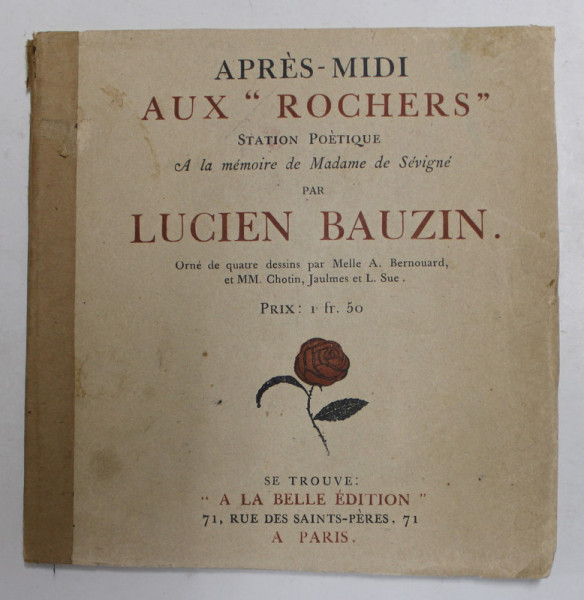 APRÈS-MIDI
AUX “ ROCHERS”
STATION POÈTIQUE
A la mémoire de Madame de Sévigné
PAR
LUCIEN BAUZIN.
Orné de quatre dessins par Melle A. Bernouard,
et MM. Chotin, Jaulmes et L. Sue.
PRIX: 1 fr. 50
SE TROUVE:
“ A LA BELLE ÉDITION ”
71, RUE DES SAINTS-PÈRES, 71
A PARIS.